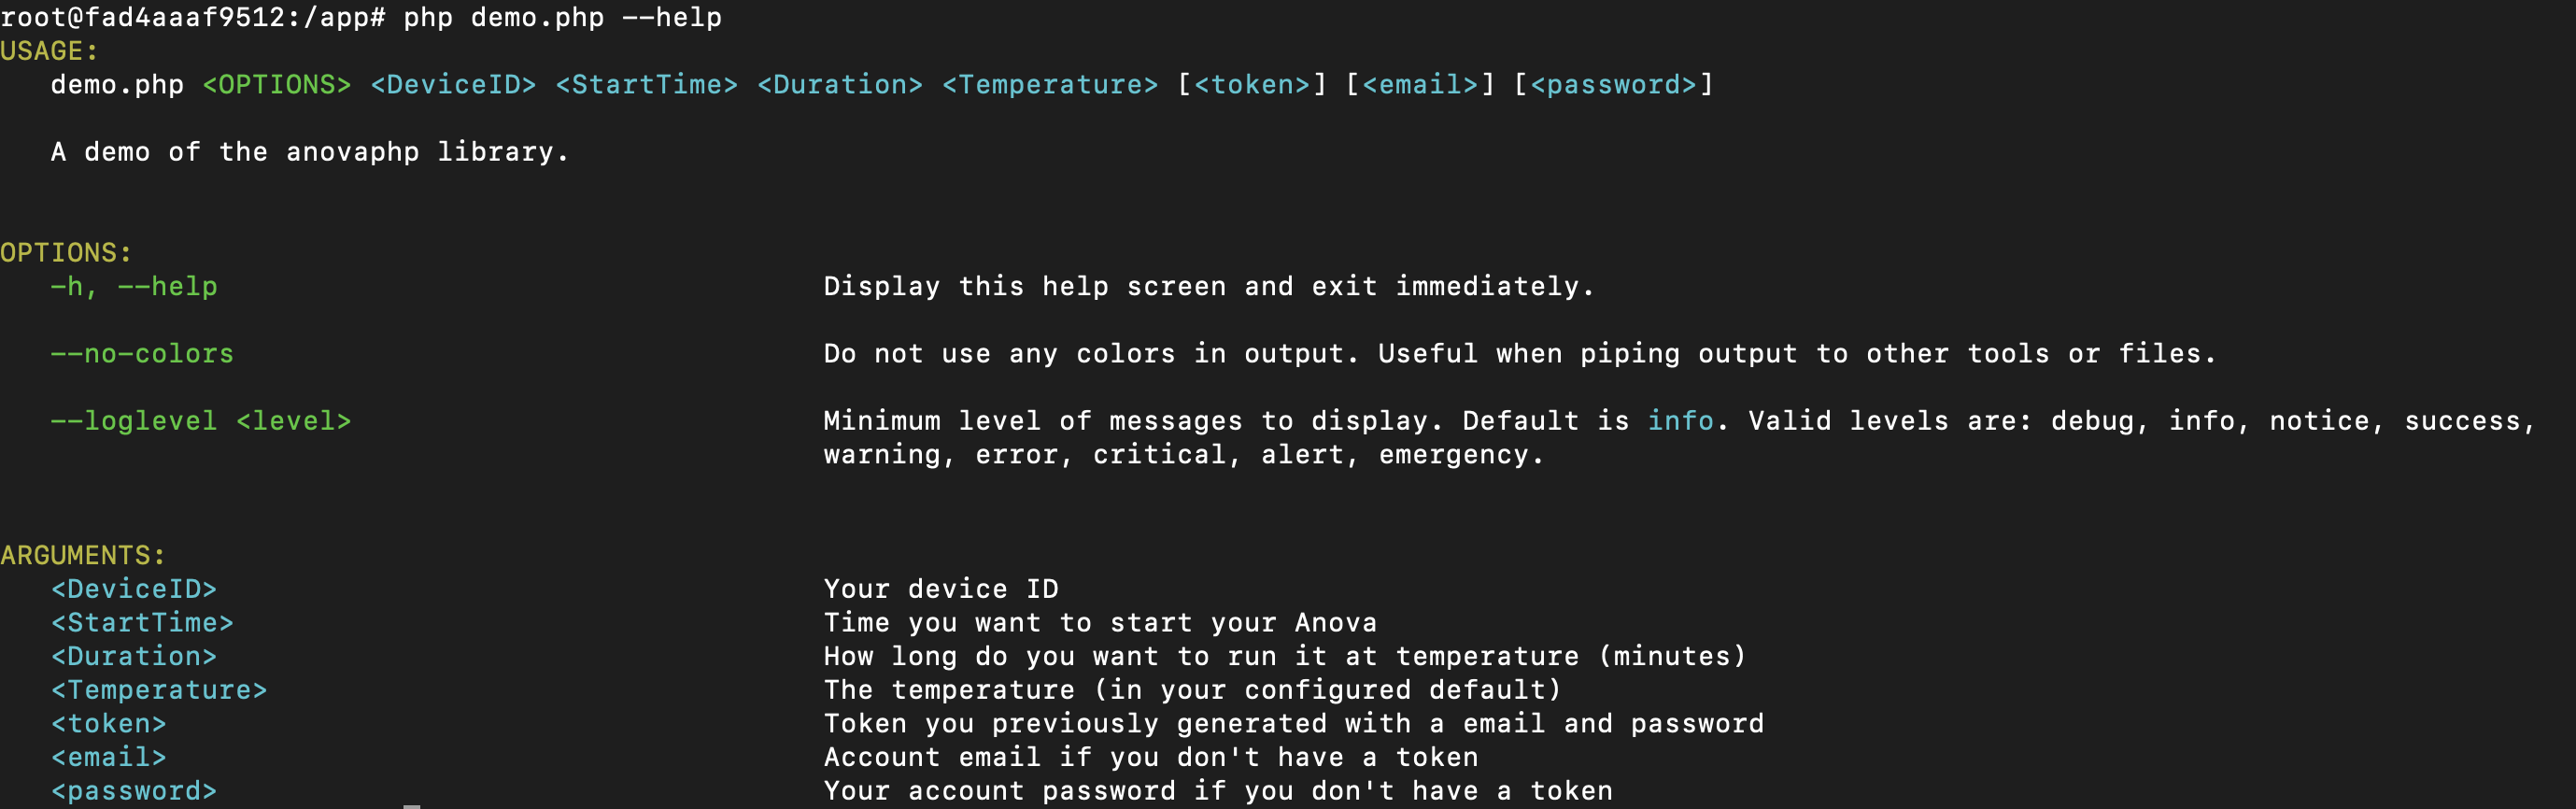 root@fad4aaaf9512:/app# php demo.php --help
USAGE:
demo.php <OPTIONS> <DeviceID> <StartTime> <Duration> <Temperature> [<token>] [<email>] [<password>]
A demo of the anovaphp library.
OPTIONS:
-h, --help Display this help screen and exit immediately.
--no-colors Do not use any colors in output. Useful when piping output to other tools or files.
--loglevel <level> Minimum level of messages to display. Default is info. Valid levels are: debug, info, notice, success,
warning, error, critical, alert, emergency.
ARGUMENTS:
<DeviceID> Your device ID
<StartTime> Time you want to start your Anova
<Duration> How long do you want to run it at temperature (minutes)
<Temperature> The temperature (in your configured default)
<token> Token you previously generated with a email and password
<email> Account email if you don't have a token
<password> Your account password if you don't have a token